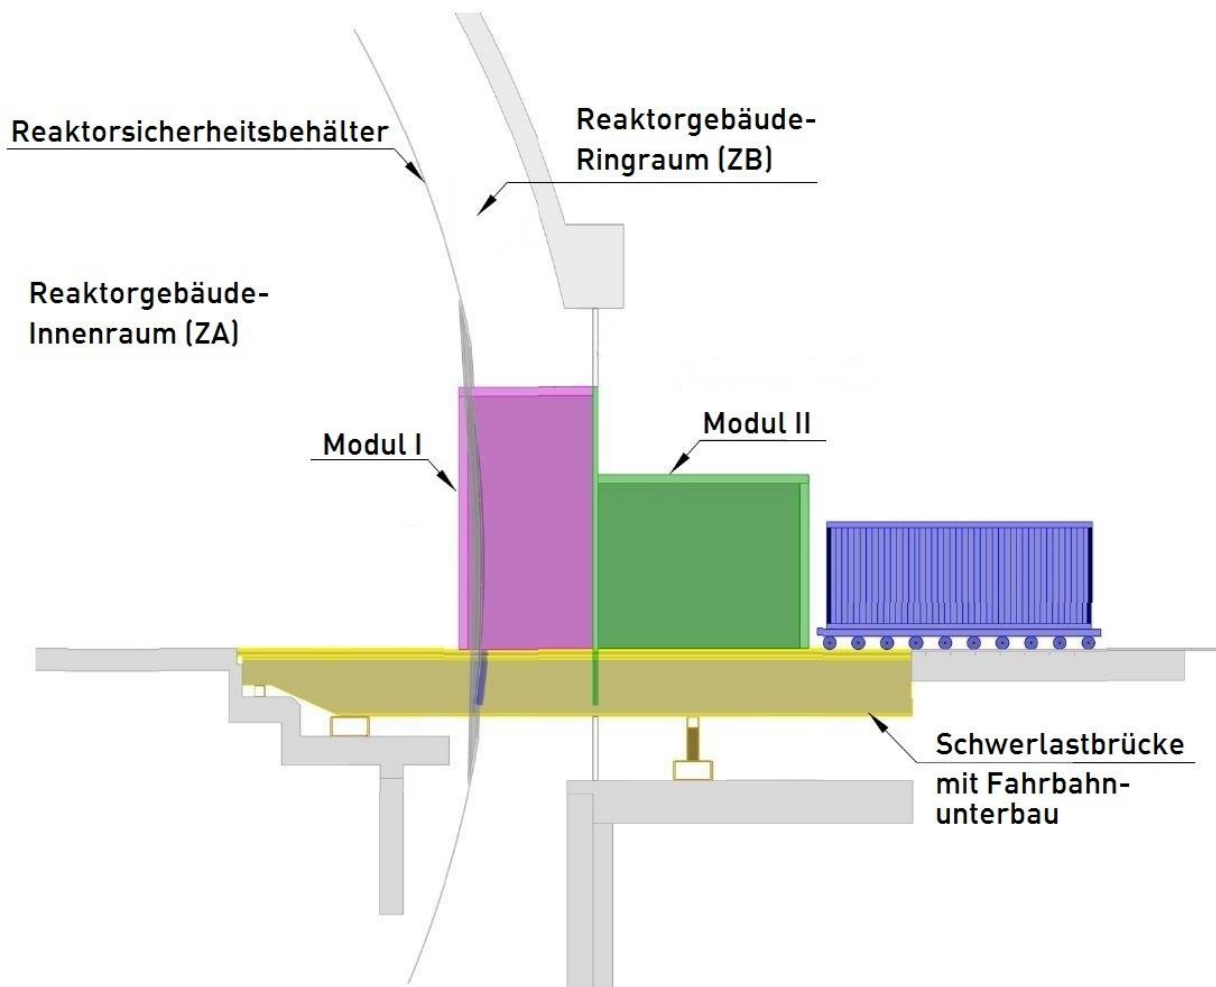 Reaktorsicherheitsbehälter
Reaktorgebäude-
Ringraum (ZB)
Reaktorgebäude-
Innenraum (ZA)
Modul I
Modul II
Schwerlastbrücke
mit Fahrbahn-
unterbau